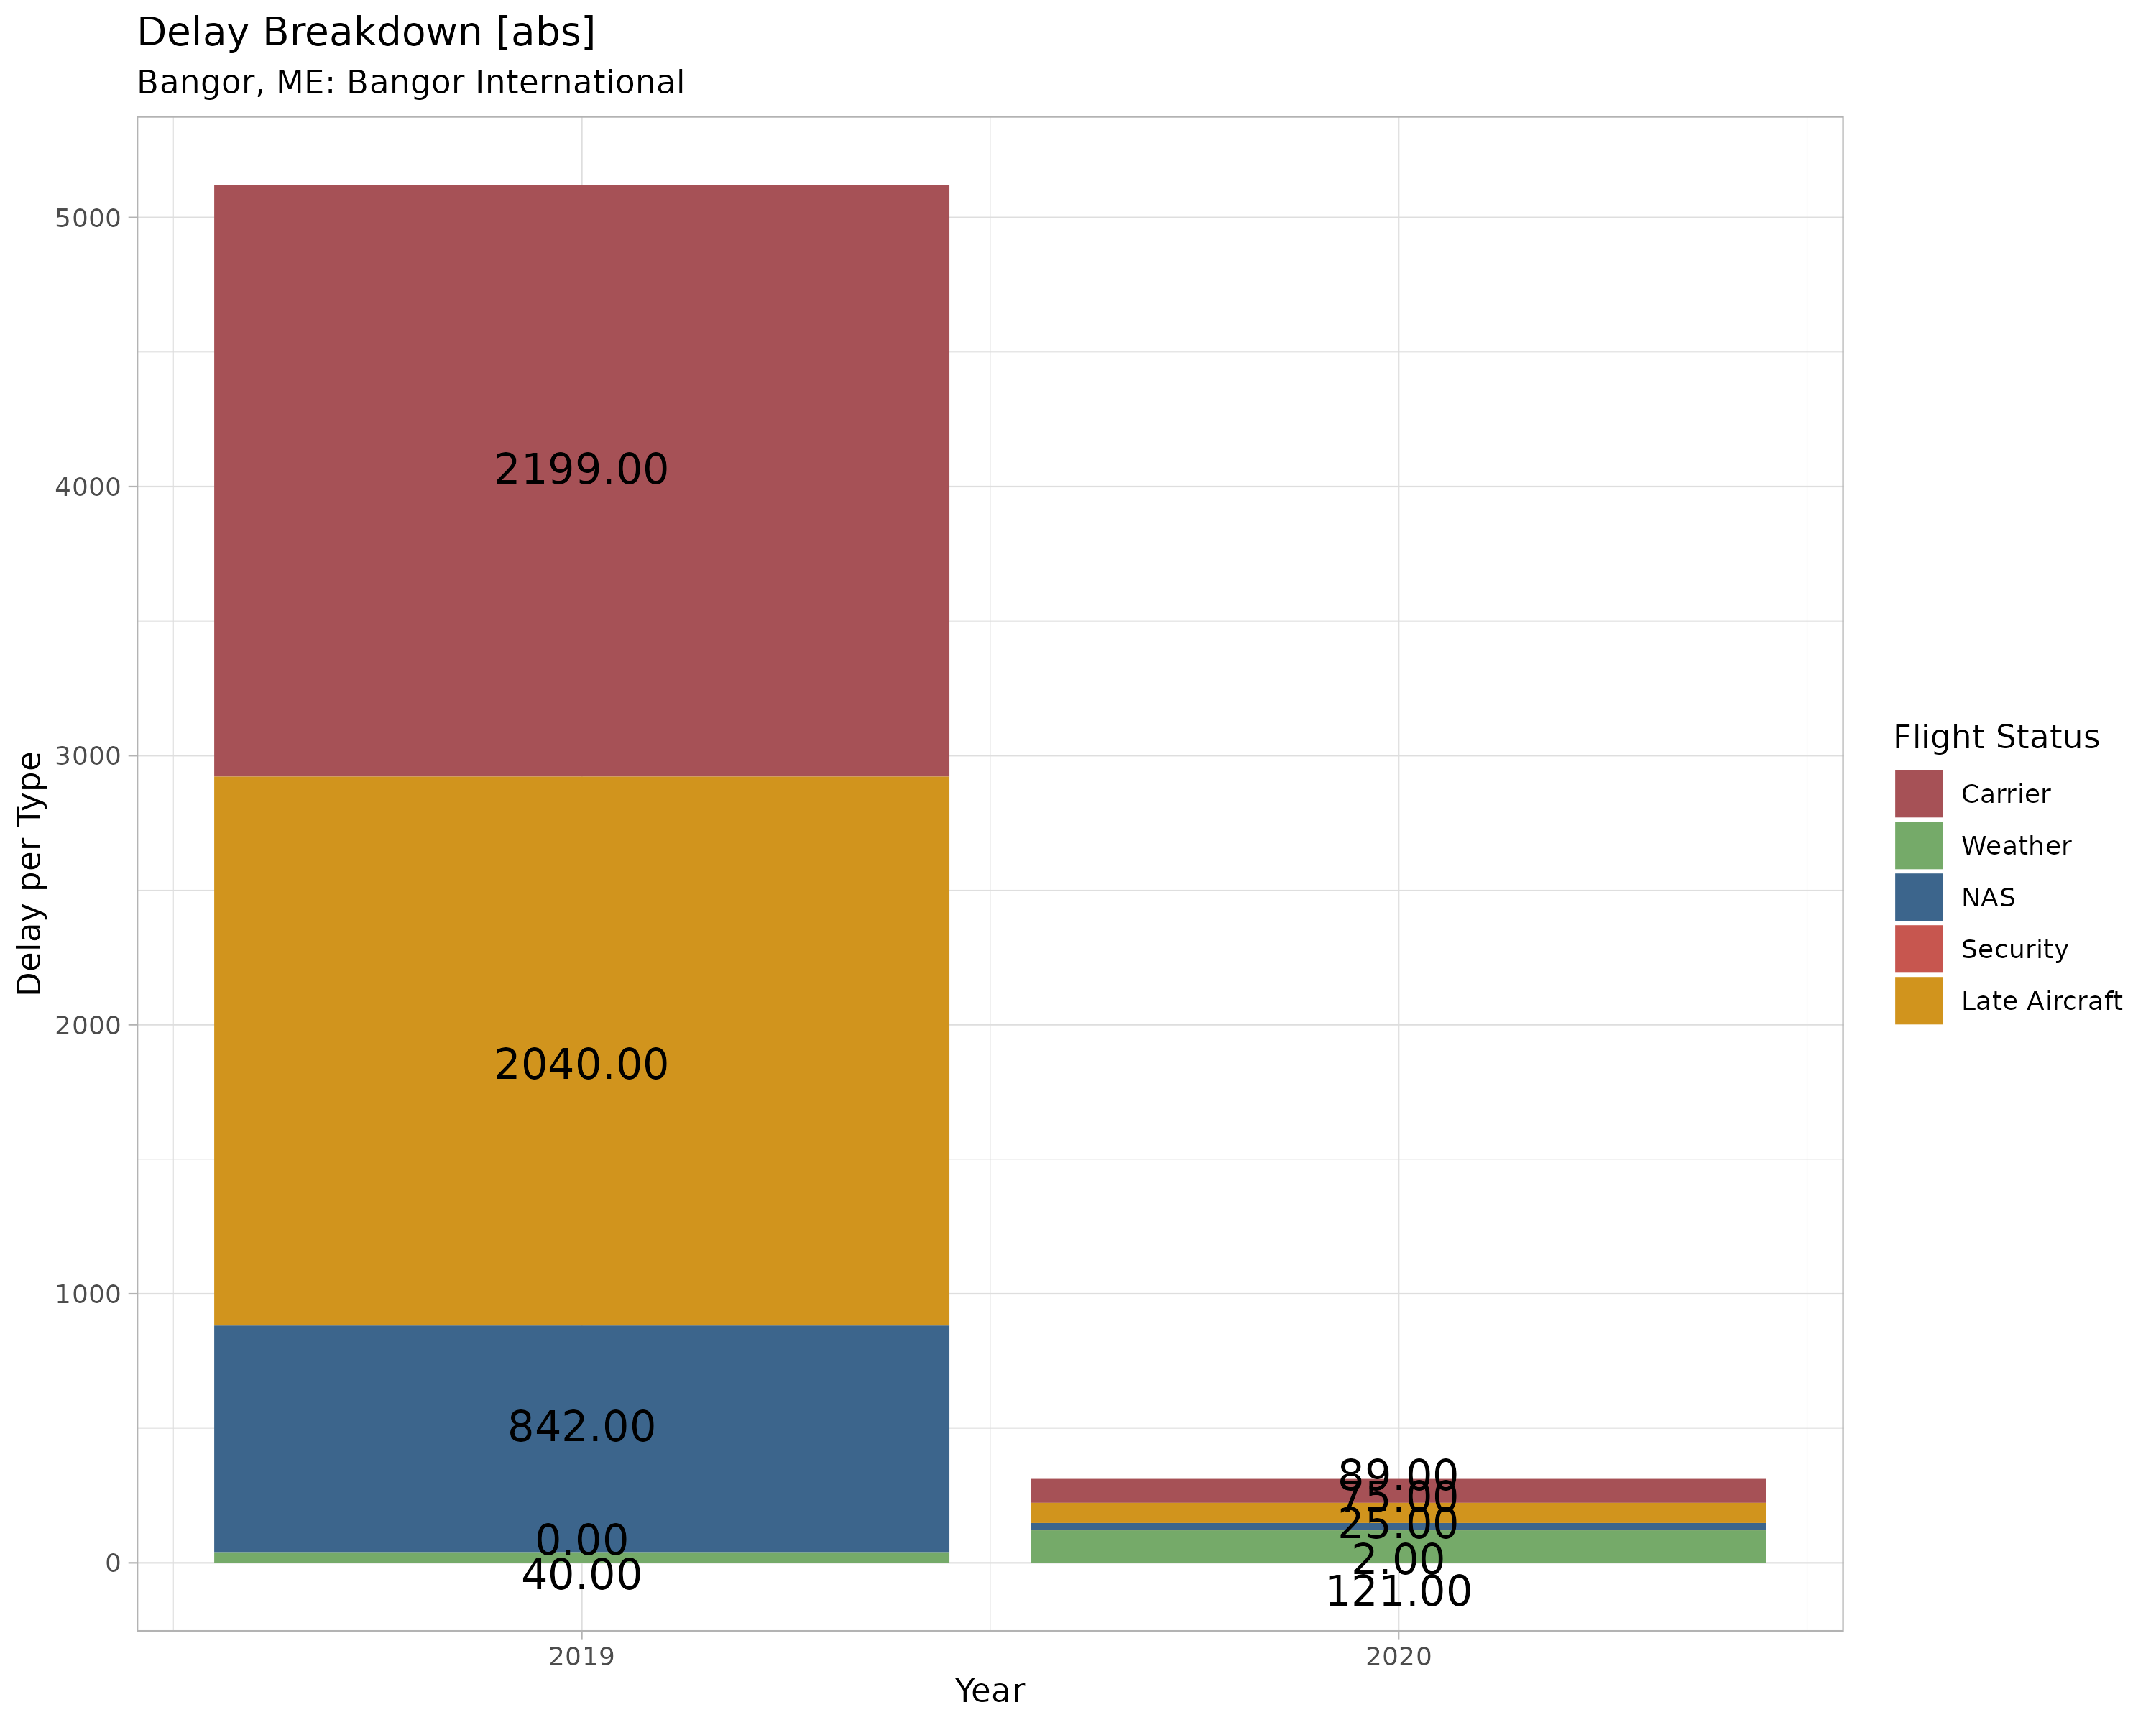 Delay Breakdown [abs]
Bangor, ME: Bangor International
Delay per Type
5000
4000
3000
2000
1000
0
2199.00
2040.00
842.00
0.00
40.00
89.00
75.00
25.00
2.00
121.00
2019
2020
Year
Flight Status
Carrier
Weather
NAS
Security
Late Aircraft